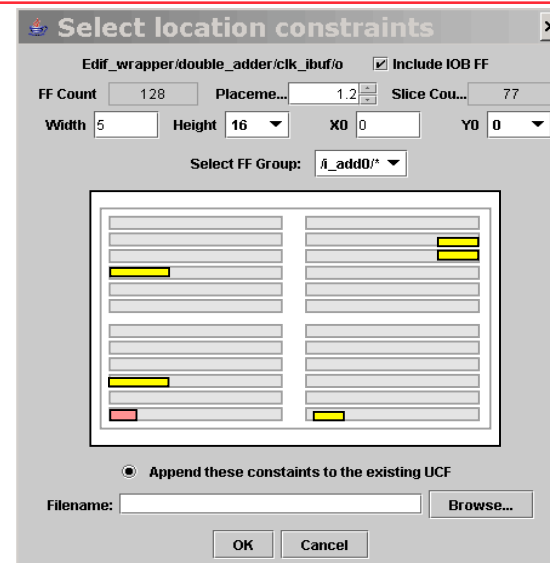 Select location constraints
Edif_wrapper/double_adder/clk_ibuf/o Include IOB FF
FF Count 128 Placeme... 1.2 Slice Cou... 77
Width 5 Height 16 X0 0 Y0 0
Select FF Group: /i_add0/*
Append these constaints to the existing UCF
Filename: Browse...
OK Cancel